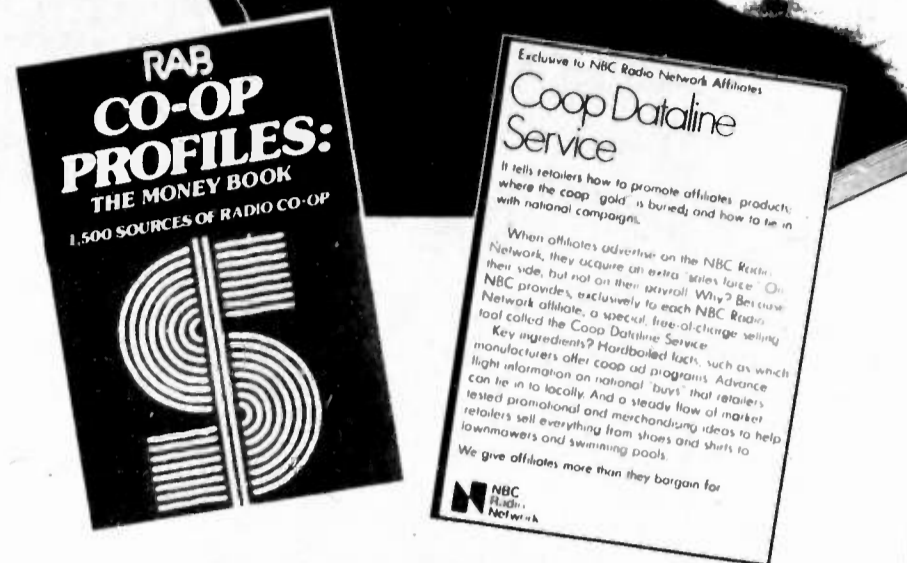 RAB
CO-OP
PROFILES:
THE MONEY BOOK
1,500 SOURCES OF RADIO CO-OP
Exclusive to NBC Radio Network Affiliates
Coop Dataline
Service
It tells retailers how to promote affiliates products;
where the coop "gold" is buried; and how to tie in
with national campaigns.
When affiliates advertise on the NBC Radio
Network, they acquire an extra "sales force." On
their side, but not on their payroll. Why? Because
NBC provides, exclusively to each NBC Radio
Network affiliate, a special, free-of-charge selling
tool called the Coop Dataline Service
Key ingredients? Hardboiled facts, such as which
manufacturers offer coop ad programs. Advance
flight information on national "buys" that retailers
can tie in to locally. And a steady flow of market
tested promotional and merchandising ideas to help
retailers sell everything from shoes and shirts to
lawnmowers and swimming pools.
We give affiliates more than they bargain for
NBC
Radio
Network